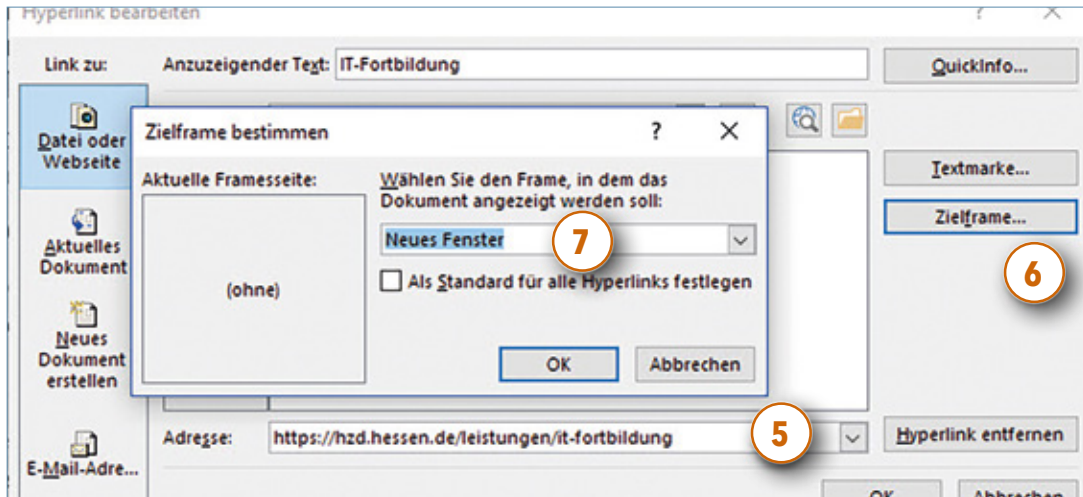 Hyperlink bearbeiten ? ×
Link zu: Anzuzeigender Text: IT-Fortbildung QuickInfo...
Datei oder
Webseite
Aktuelles
Dokument
Neues
Dokument
erstellen
E-Mail-Adre...
Zielframe bestimmen ? ×
Aktuelle Framesseite:
(ohne)
Wählen Sie den Frame, in dem das
Dokument angezeigt werden soll:
Neues Fenster 7
Als Standard für alle Hyperlinks festlegen
OK Abbrechen
Textmarke...
Zielframe...
6
Adresse: https://hzd.hessen.de/leistungen/it-fortbildung 5 Hyperlink entfernen
OK Abbrechen